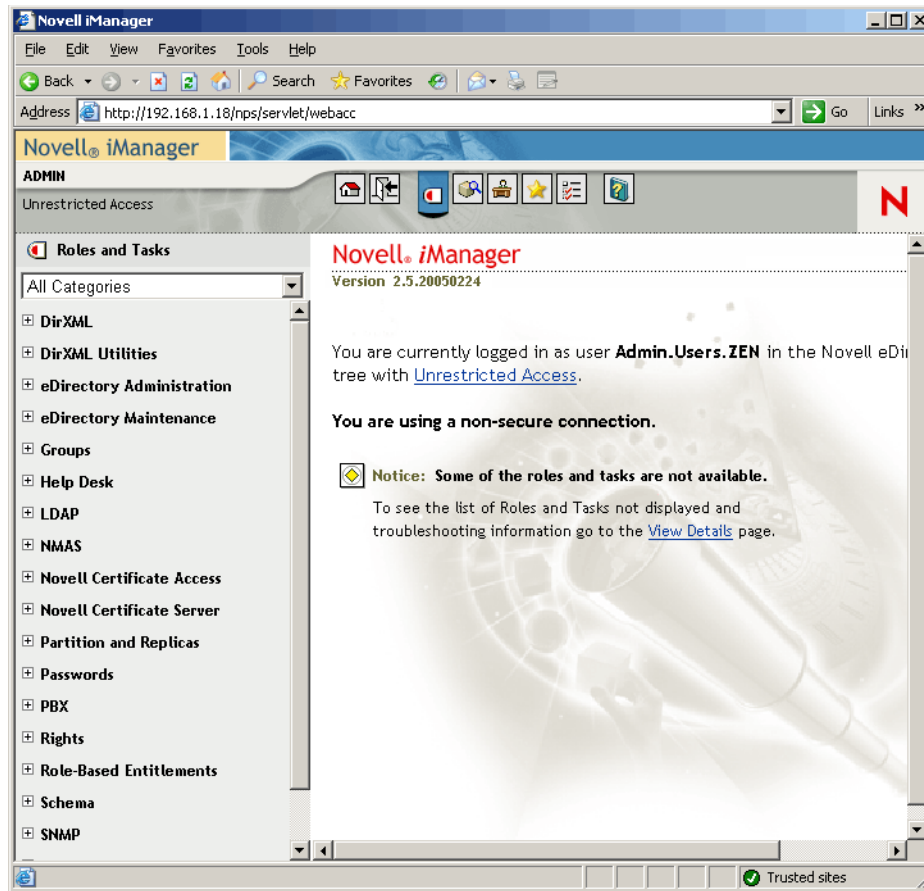 Novell iManager
File Edit View Favorites Tools Help
Back Search Favorites
Address http://192.168.1.18/nps/servlet/webacc Go Links »
Novell® iManager
ADMIN
Unrestricted Access
N
Roles and Tasks
All Categories
DirXML
DirXML Utilities
eDirectory Administration
eDirectory Maintenance
Groups
Help Desk
LDAP
NMAS
Novell Certificate Access
Novell Certificate Server
Partition and Replicas
Passwords
PBX
Rights
Role-Based Entitlements
Schema
SNMP
Novell® iManager
Version 2.5.20050224
You are currently logged in as user Admin.Users.ZEN in the Novell eDi
tree with Unrestricted Access.
You are using a non-secure connection.
Notice: Some of the roles and tasks are not available.
To see the list of Roles and Tasks not displayed and
troubleshooting information go to the View Details page.
Trusted sites